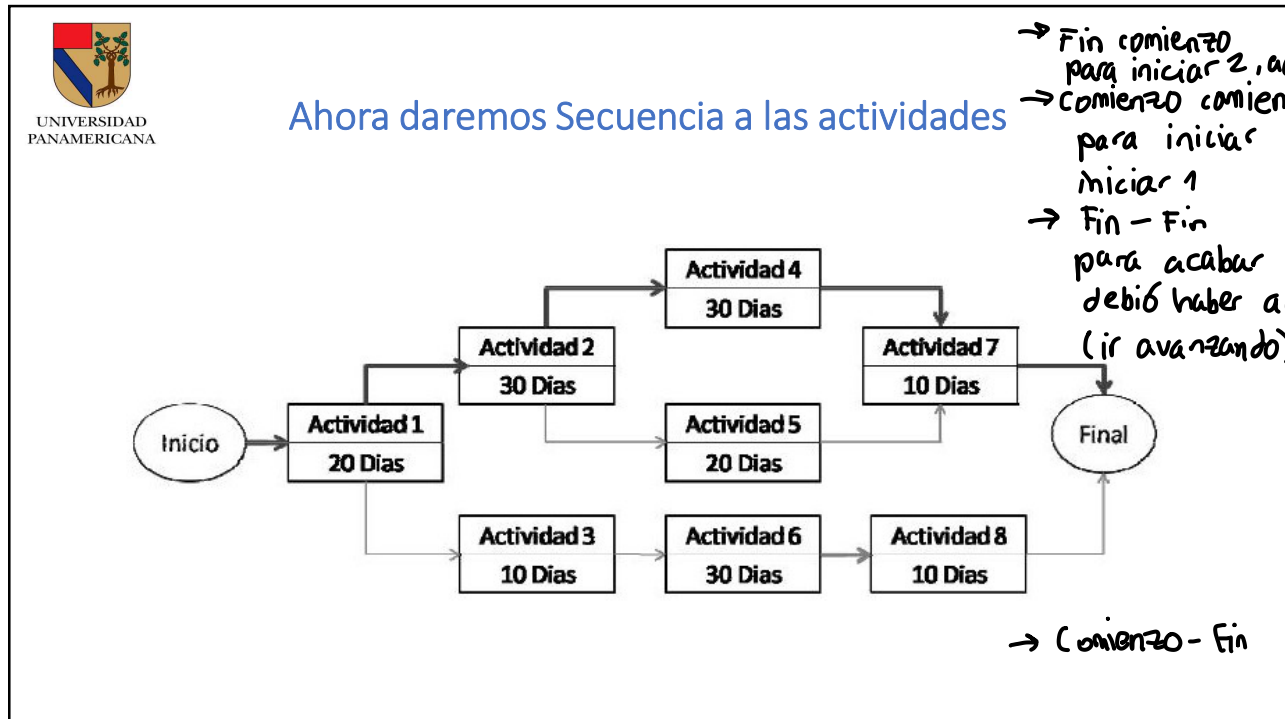 UNIVERSIDAD
PANAMERICANA
Ahora daremos Secuencia a las actividades
→ Fin comienzo
para iniciar 2,
→ Comienzo
para iniciar
iniciar 1
→ Fin - Fin
para acabar
debió haber
(ir avanzando)
Actividad 4
30 Dias
Actividad 2
30 Dias
Actividad 7
10 Dias
Inicio
Actividad 1
20 Dias
Actividad 5
20 Dias
Final
Actividad 3
10 Dias
Actividad 6
30 Dias
Actividad 8
10 Dias
→ Comienzo - Fin